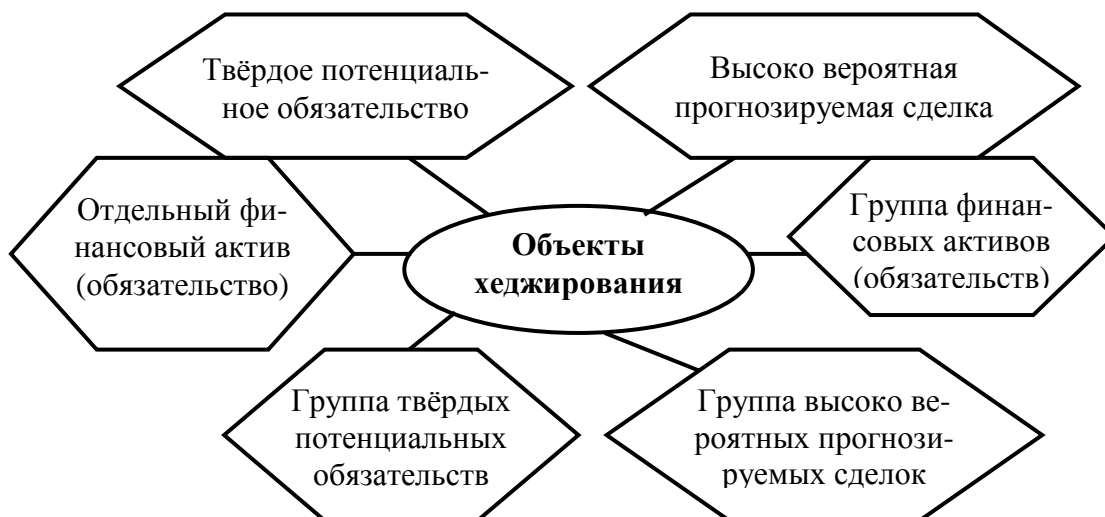 Твёрдое потенциаль-
ное обязательство
Высоко вероятная
прогнозируемая сделка
Отдельный фи-
нансовый актив
(обязательство)
Объекты
хеджирования
Группа финан-
совых активов
(обязательств)
Группа твёрдых
потенциальных
обязательств
Группа высоко ве-
роятных прогнози-
руемых сделок